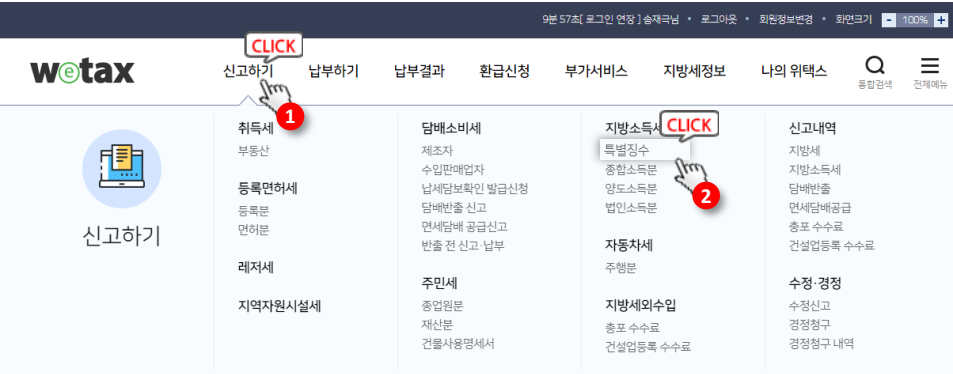 9분 57초[ 로그인 연장 ] 송재극님 • 로그아웃 • 회원정보변경 • 화면크기 - 100% +
CLICK
wetax 신고하기 납부하기 납부결과 환급신청 부가서비스 지방세정보 나의 위택스
통합검색 전체메뉴
1
신고하기
취득세
부동산
등록면허세
등록분
면허분
레저세
지역자원시설세
담배소비세
제조자
수입판매업자
납세담보확인 발급신청
담배반출 신고
면세담배 공급신고
반출 전 신고·납부
주민세
종업원분
재산분
건물사용명세서
지방소득세 CLICK
특별징수
종합소득분
양도소득분 2
법인소득분
자동차세
주행분
지방세외수입
총포 수수료
건설업등록 수수료
신고내역
지방세
지방소득세
담배반출
면세담배공급
총포 수수료
건설업등록 수수료
수정·경정
수정신고
경정청구
경정청구 내역